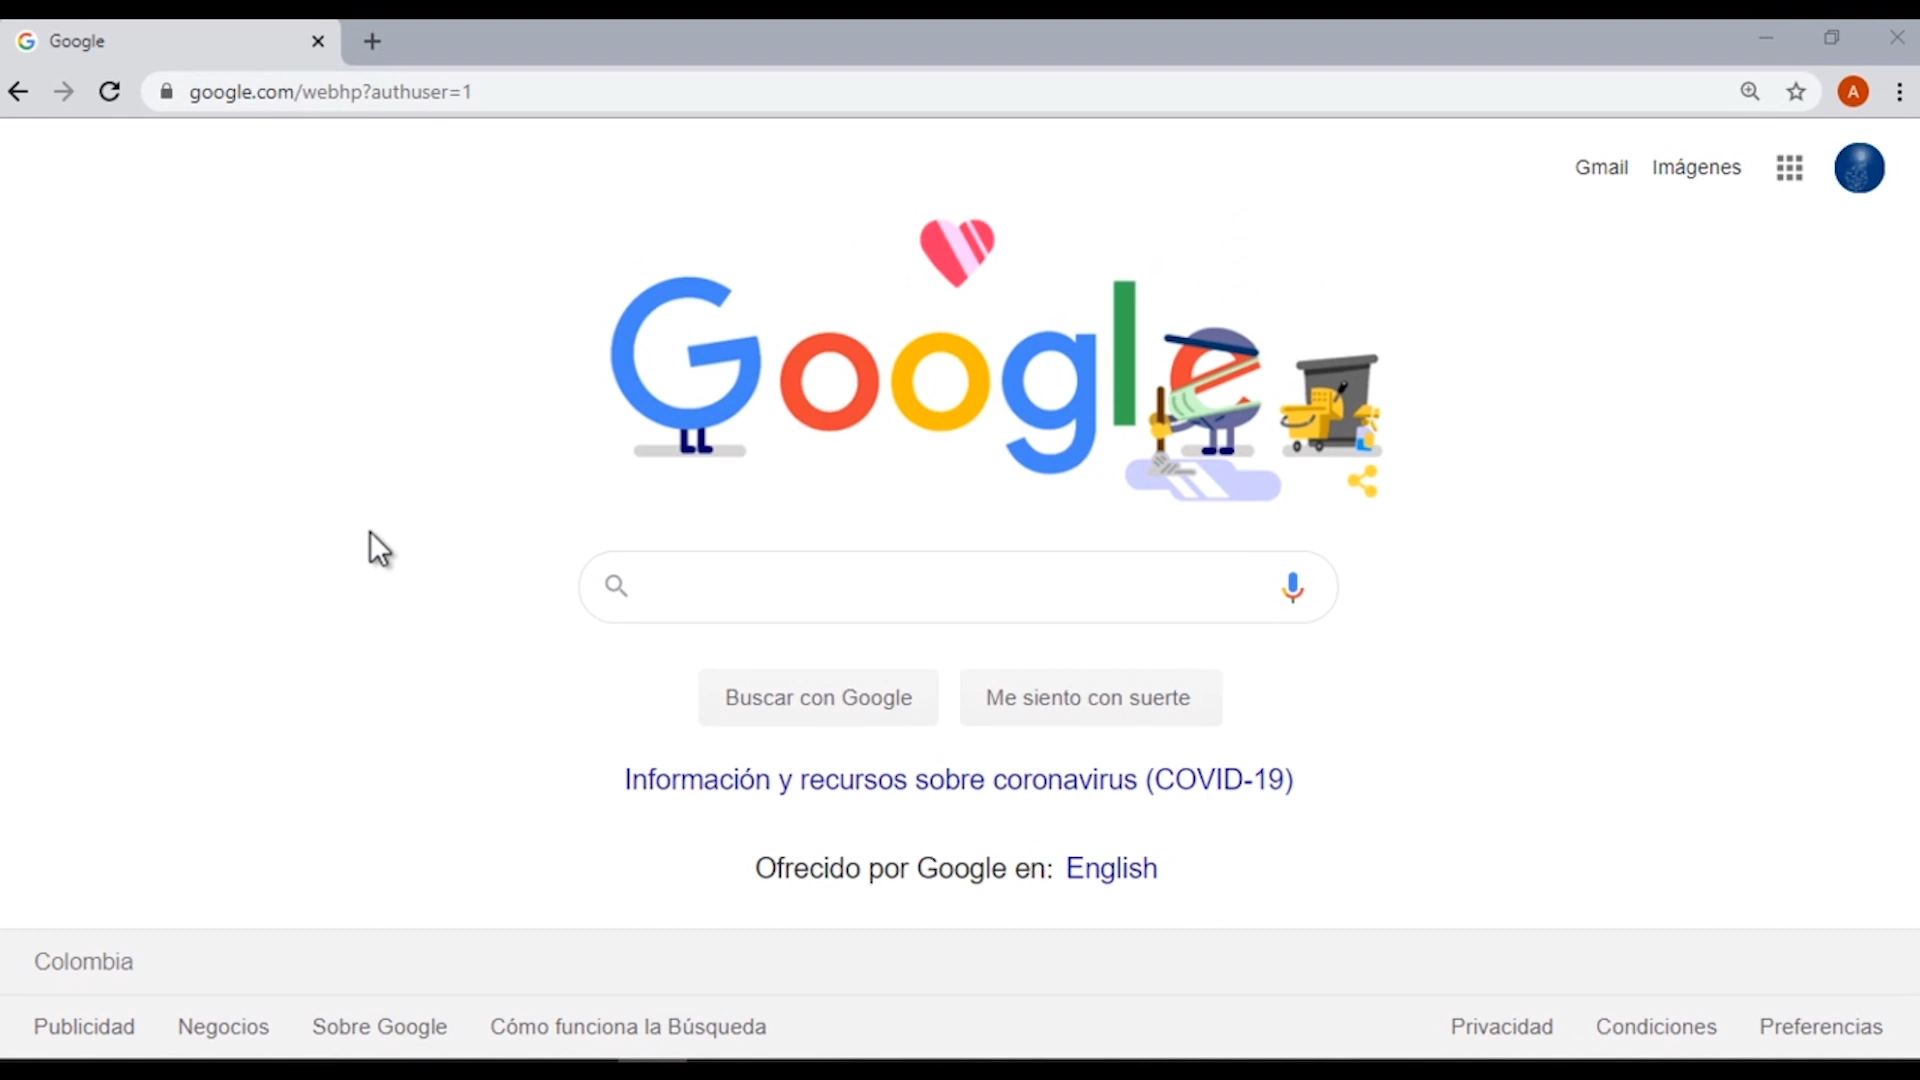 Google
google.com/webhp?authuser=1
A
Gmail Imágenes
Google
Buscar con Google Me siento con suerte
Información y recursos sobre coronavirus (COVID-19)
Ofrecido por Google en: English
Colombia
Publicidad Negocios Sobre Google Cómo funciona la Búsqueda Privacidad Condiciones Preferencias